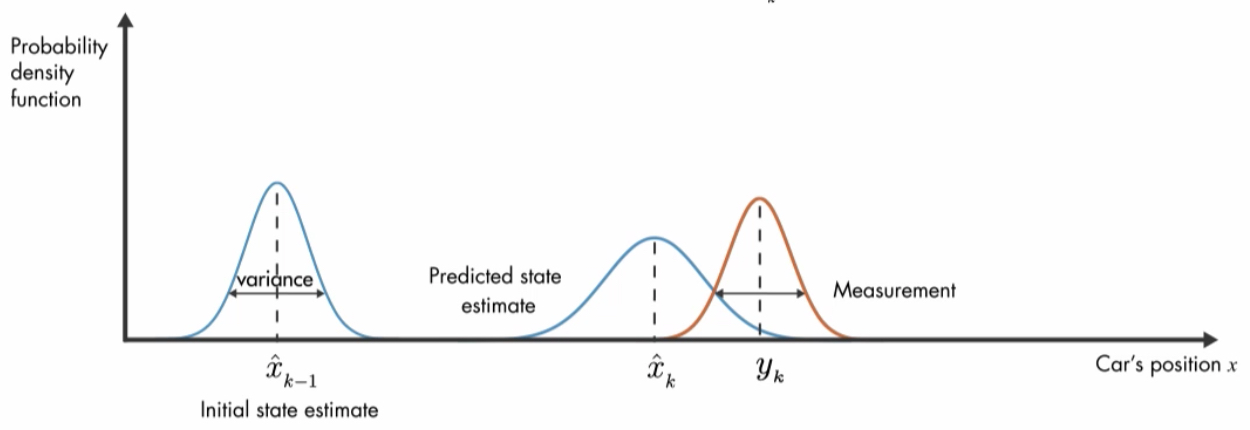 Probability
density
function
variance
Predicted state
estimate
Measurement
x̂ₖ₋₁
x̂ₖ
yₖ
Car's position x
Initial state estimate